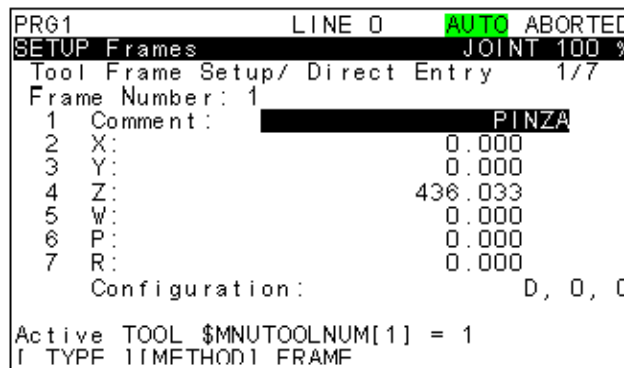 PRG1 LINE 0 AUTO ABORTED
SETUP Frames JOINT 100 %
Tool Frame Setup/ Direct Entry 1/7
Frame Number: 1
1 Comment: PINZA
2 X: 0.000
3 Y: 0.000
4 Z: 436.033
5 W: 0.000
6 P: 0.000
7 R: 0.000
Configuration: D, 0, 0
Active TOOL $MNUTOOLNUM[1] = 1
[ TYPE ][METHOD] FRAME